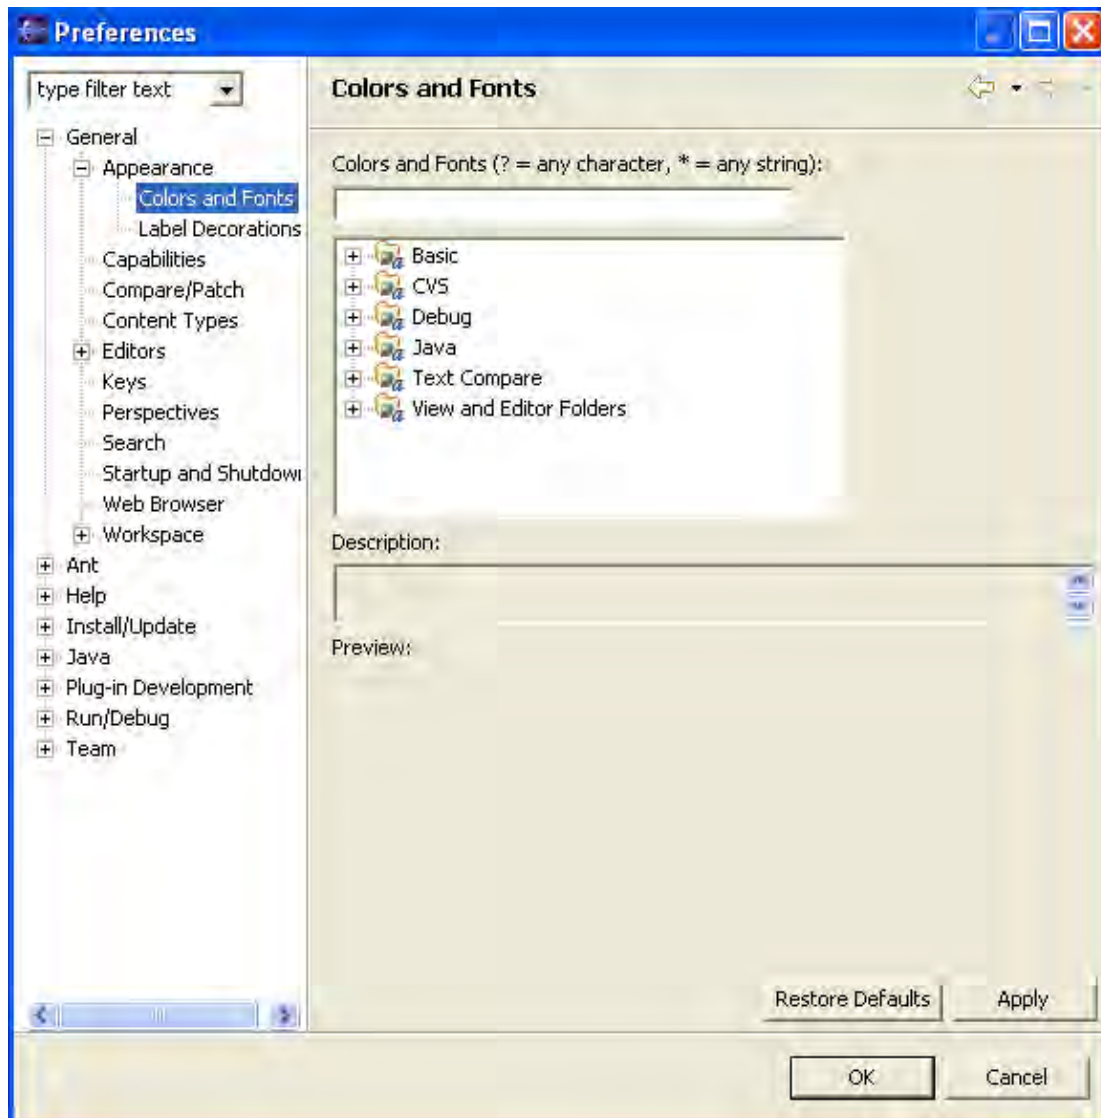 Preferences
type filter text
General
Appearance
Colors and Fonts
Label Decorations
Capabilities
Compare/Patch
Content Types
Editors
Keys
Perspectives
Search
Startup and Shutdown
Web Browser
Workspace
Ant
Help
Install/Update
Java
Plug-in Development
Run/Debug
Team
Colors and Fonts
Colors and Fonts (? = any character, * = any string):
Basic
CVS
Debug
Java
Text Compare
View and Editor Folders
Description:
Preview:
Restore Defaults
Apply
OK
Cancel